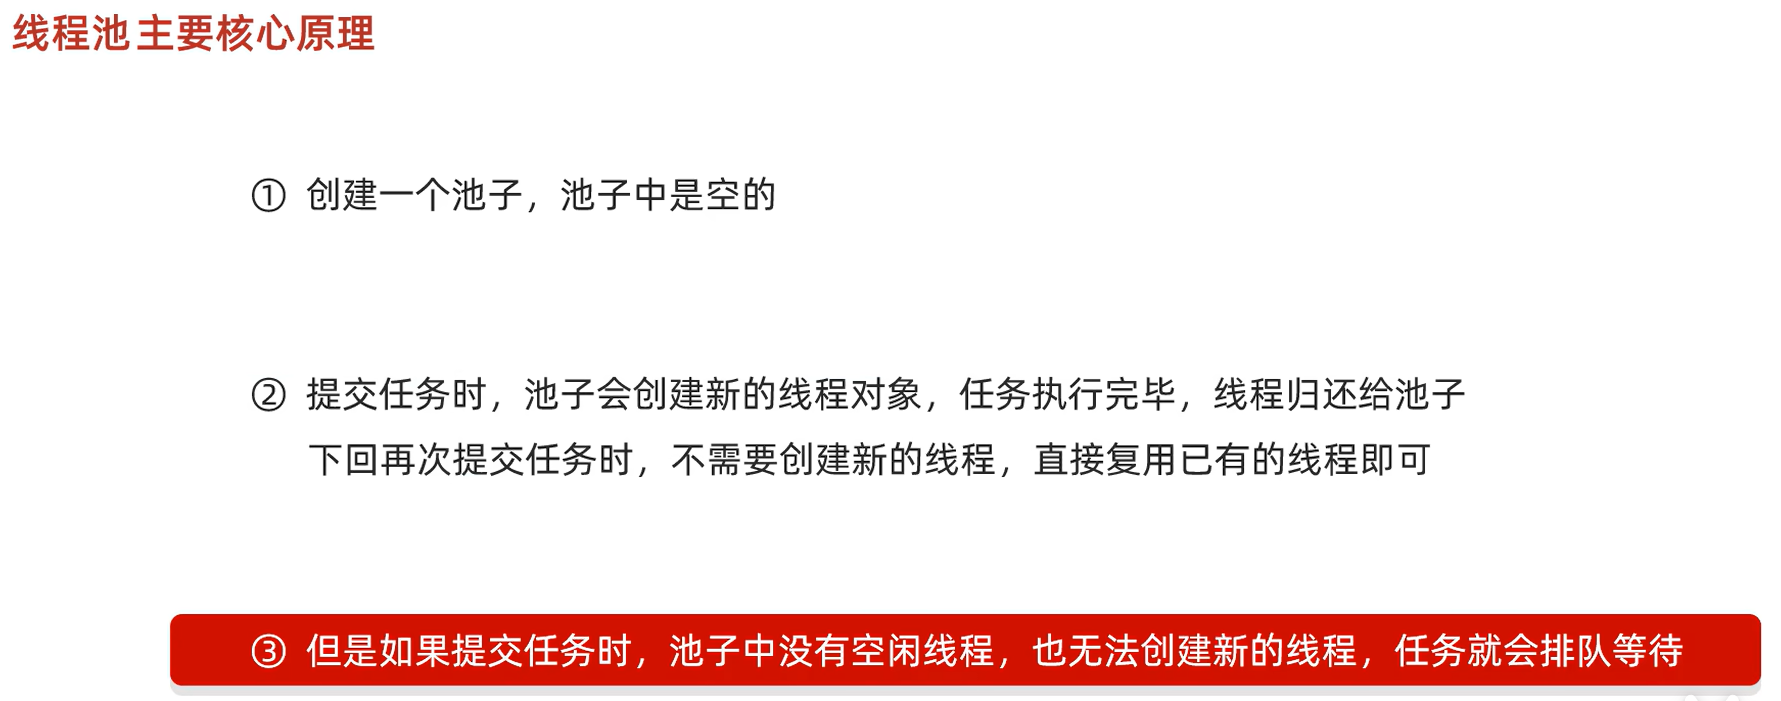 线程池主要核心原理
① 创建一个池子，池子中是空的
② 提交任务时，池子会创建新的线程对象，任务执行完毕，线程归还给池子
下回再次提交任务时，不需要创建新的线程，直接复用已有的线程即可
③ 但是如果提交任务时，池子中没有空闲线程，也无法创建新的线程，任务就会排队等待